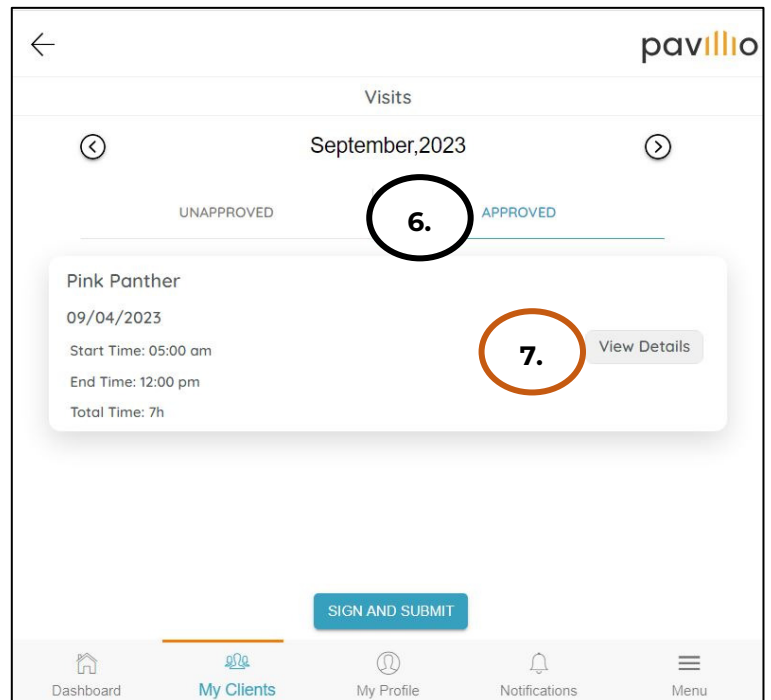 pavillio
Visits
September,2023
UNAPPROVED
6.
APPROVED
Pink Panther
09/04/2023
Start Time: 05:00 am
End Time: 12:00 pm
Total Time: 7h
7.
View Details
SIGN AND SUBMIT
Dashboard
My Clients
My Profile
Notifications
Menu